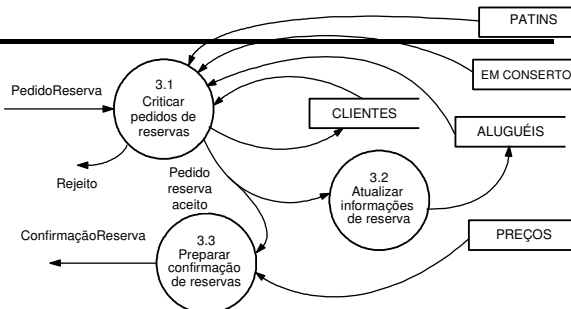 PATINS
PedidoReserva
3.1
Criticar
pedidos de
reservas
EM CONSERTO
CLIENTES
ALUGUÉIS
Rejeito
Pedido
reserva
aceito
3.2
Atualizar
informações
de reserva
ConfirmaçãoReserva
3.3
Preparar
confirmação
de reservas
PREÇOS